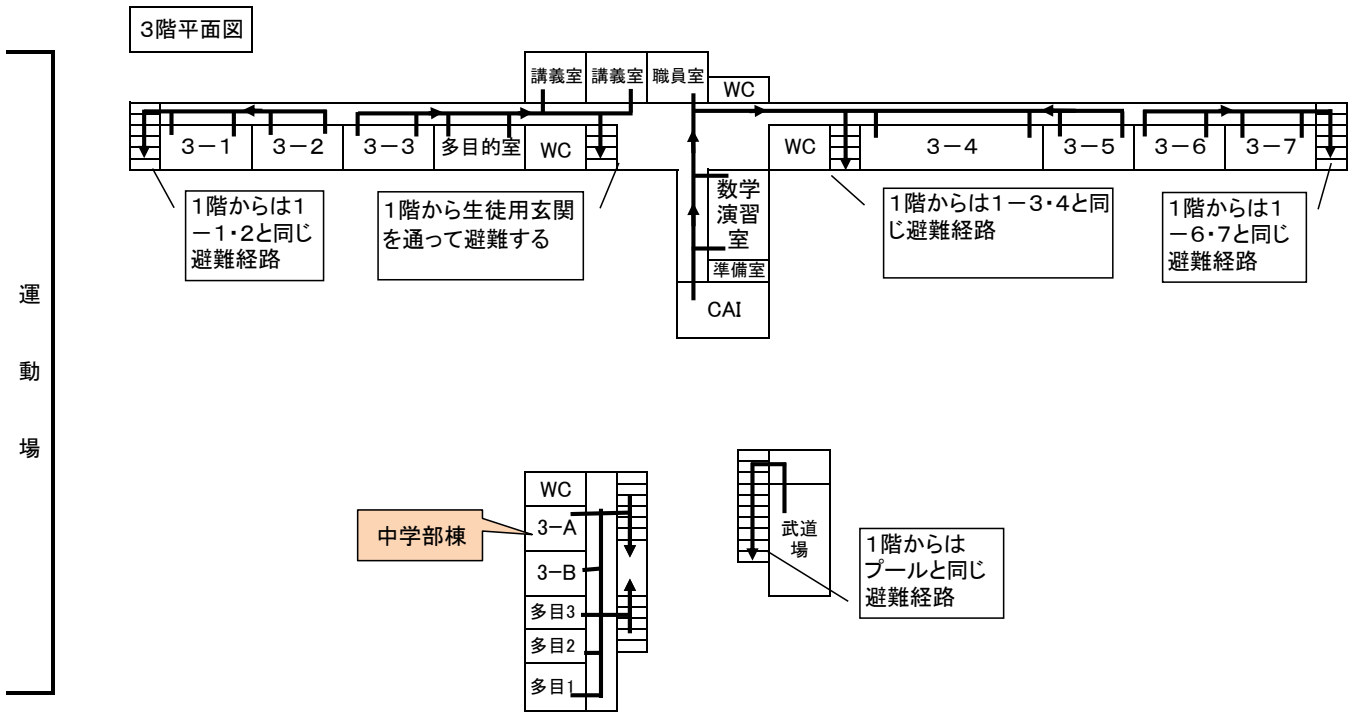 3階平面図
講義室
講義室
職員室
WC
3-1
3-2
3-3
多目的室
WC
WC
3-4
3-5
3-6
3-7
1階からは1
-1・2と同じ
避難経路
1階から生徒用玄関
を通って避難する
数学
演習
室
準備室
CAI
1階からは1-3・4と同
じ避難経路
1階からは1
-6・7と同じ
避難経路
運
動
場
WC
3-A
3-B
多目3
多目2
多目1
中学部棟
武道
場
1階からは
プールと同じ
避難経路